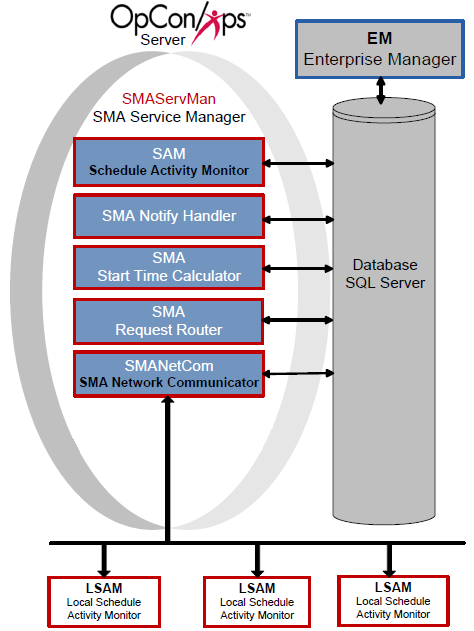 OpCon/xps™
Server
EM
Enterprise Manager
SMAServMan
SMA Service Manager
SAM
Schedule Activity Monitor
SMA Notify Handler
SMA
Start Time Calculator
SMA
Request Router
SMANetCom
SMA Network Communicator
Database
SQL Server
LSAM
Local Schedule
Activity Monitor
LSAM
Local Schedule
Activity Monitor
LSAM
Local Schedule
Activity Monitor